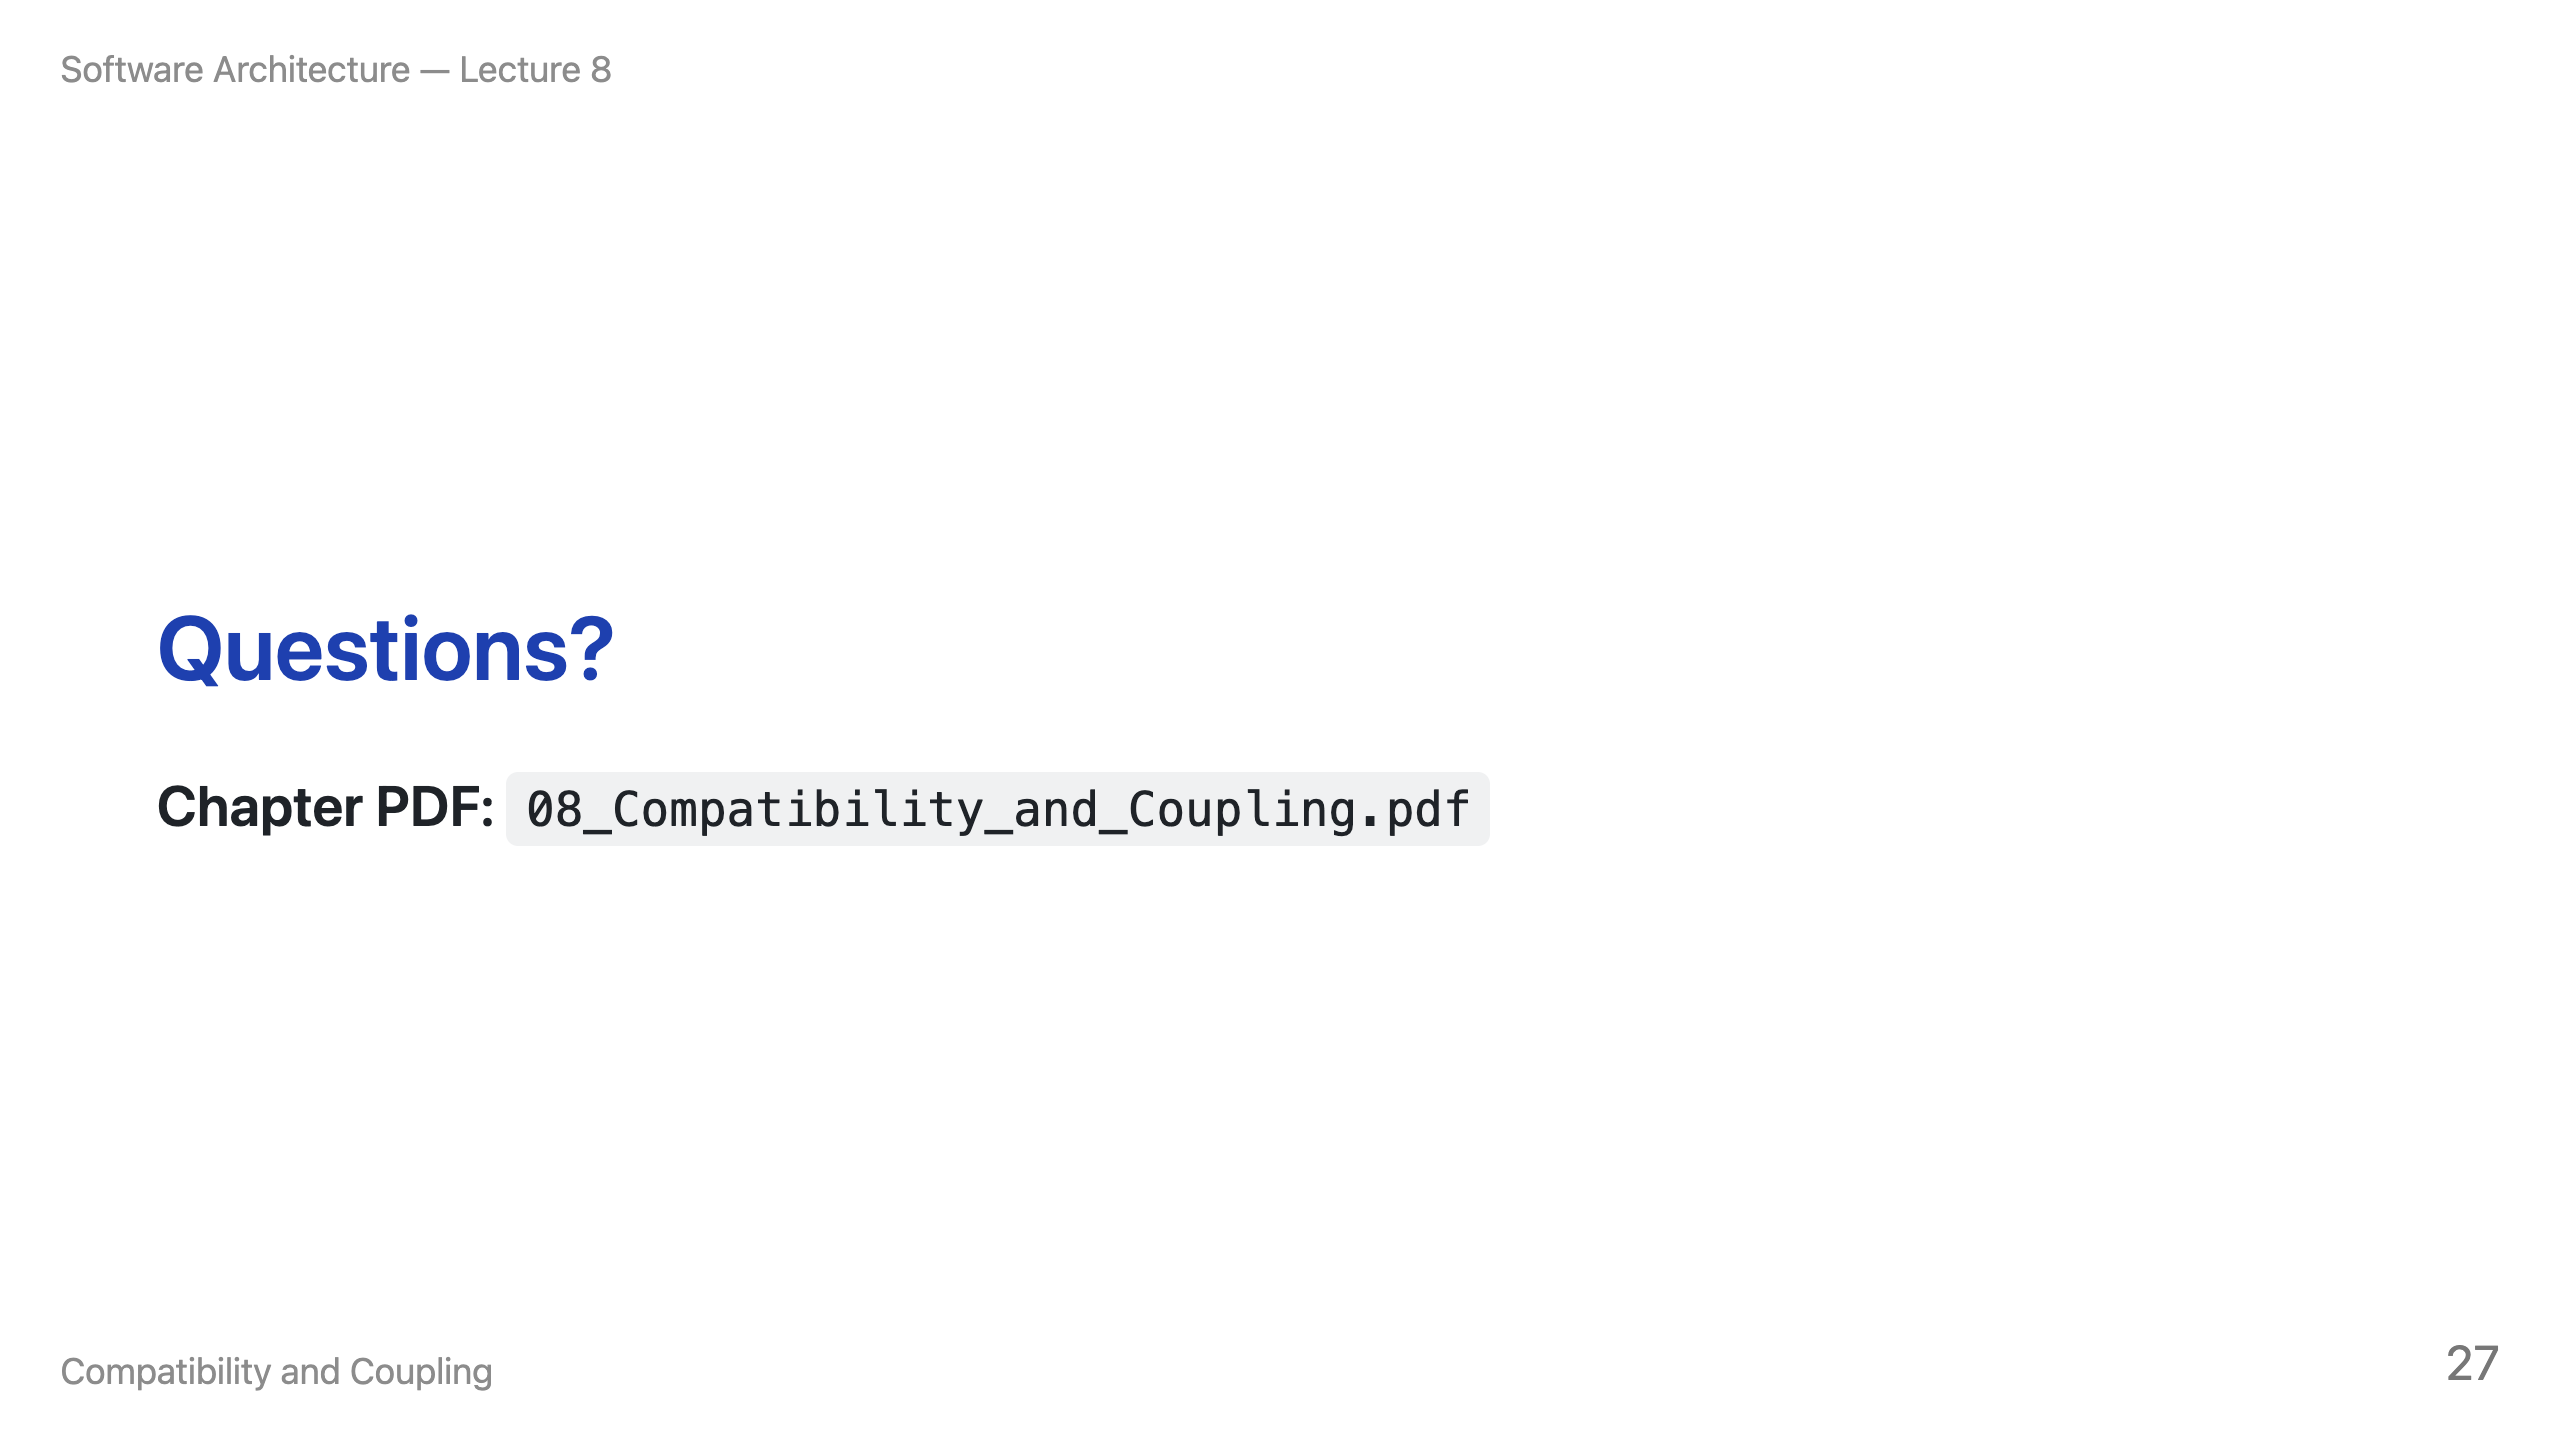 Software Architecture — Lecture 8
Questions?
Chapter PDF: 08_Compatibility_and_Coupling.pdf
Compatibility and Coupling
27